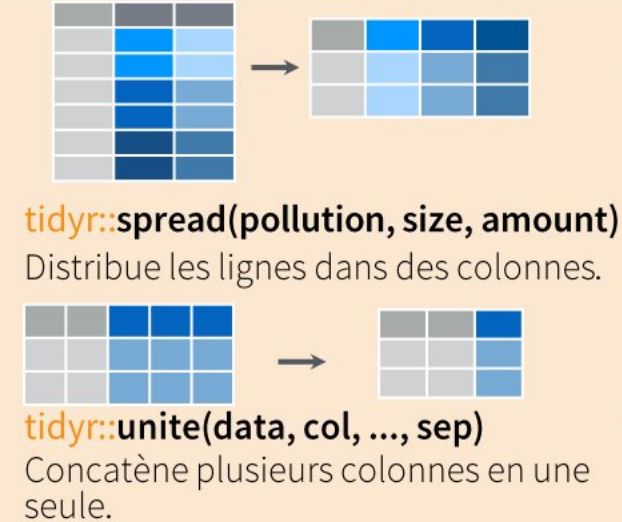 tidyr::spread(pollution, size, amount)
Distribue les lignes dans des colonnes.
tidyr::unite(data, col, ..., sep)
Concatène plusieurs colonnes en une
seule.